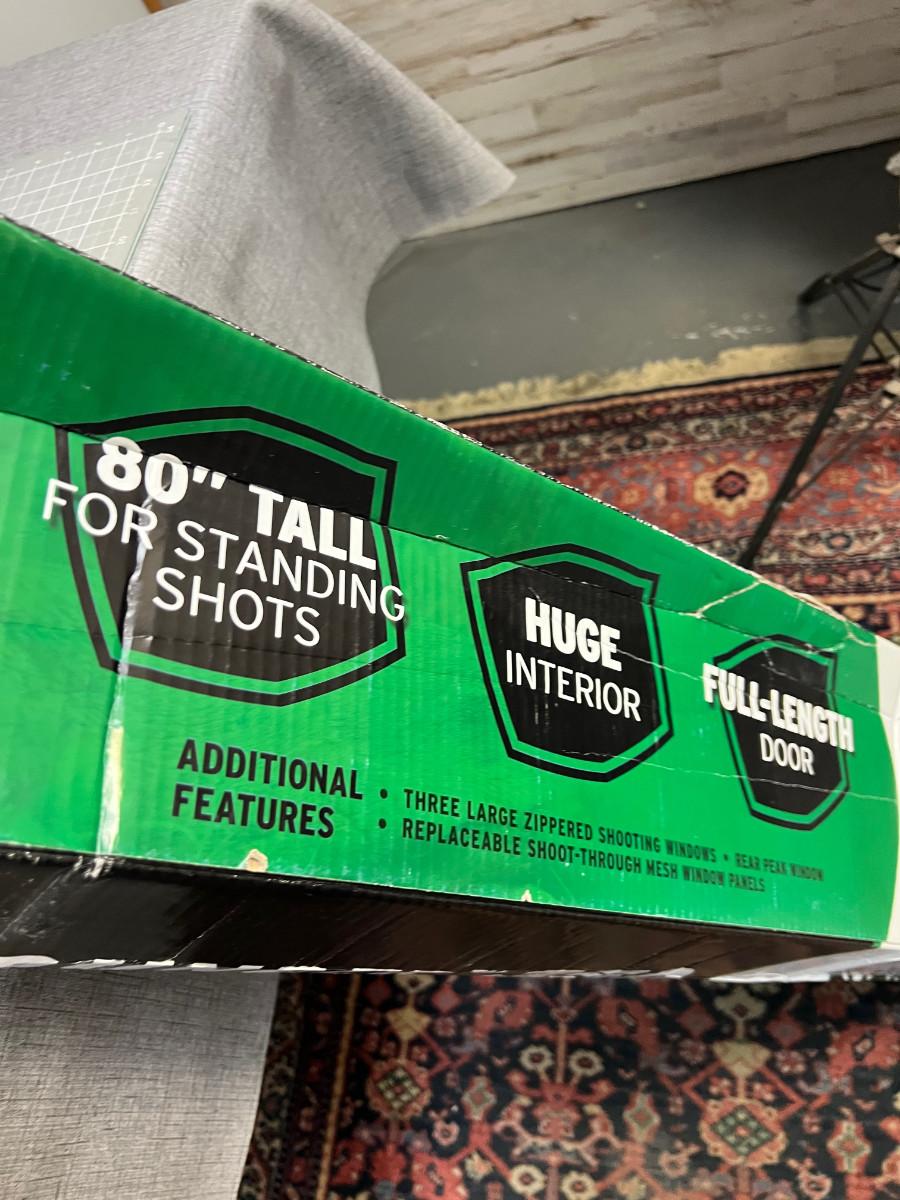 80" TALL
FOR STANDING
SHOTS
HUGE
INTERIOR
FULL-LENGTH
DOOR
ADDITIONAL
FEATURES
• THREE LARGE ZIPPERED SHOOTING WINDOWS • REAR PEAK WINDOW
• REPLACEABLE SHOOT-THROUGH MESH WINDOW PANELS